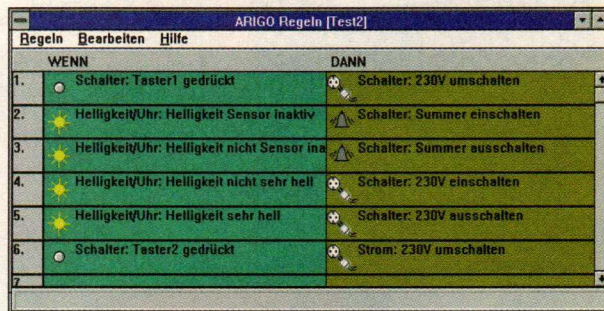 ARIGO Regeln [Test2]
Regeln Bearbeiten Hilfe
WENN DANN
1. Schalter: Taster1 gedrückt Schalter: 230V umschalten
2. Helligkeit/Uhr: Helligkeit Sensor inaktiv Schalter: Summer einschalten
3. Helligkeit/Uhr: Helligkeit nicht Sensor ina Schalter: Summer ausschalten
4. Helligkeit/Uhr: Helligkeit nicht sehr hell Schalter: 230V einschalten
5. Helligkeit/Uhr: Helligkeit sehr hell Schalter: 230V ausschalten
6. Schalter: Taster2 gedrückt Strom: 230V umschalten
7